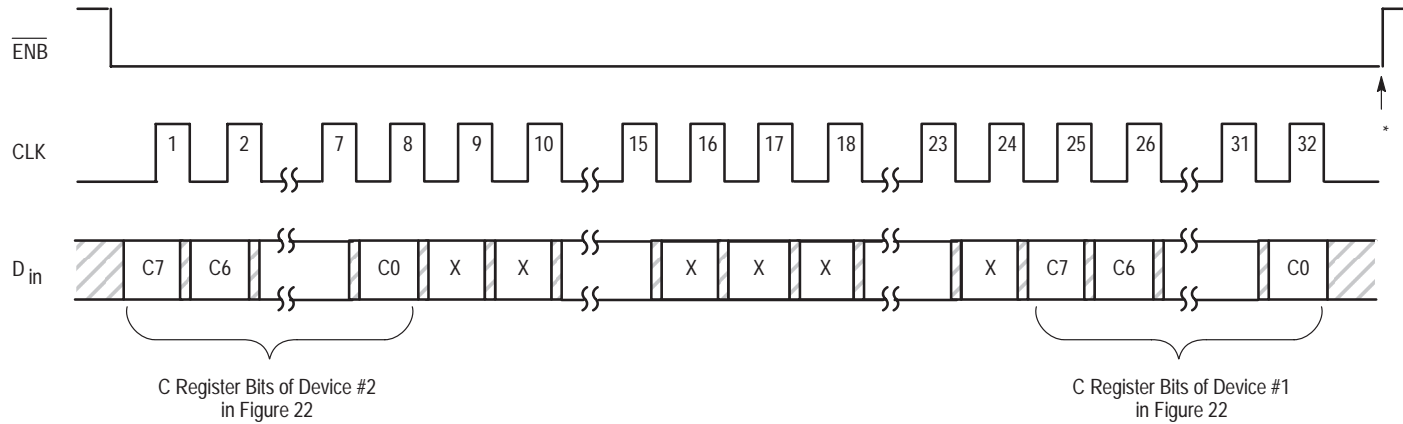 ENB
CLK
1 2 7 8 9 10 15 16 17 18 23 24 25 26 31 32
*
D in
C7 C6 C0 X X X X X X C7 C6 C0
C Register Bits of Device #2
in Figure 22
C Register Bits of Device #1
in Figure 22